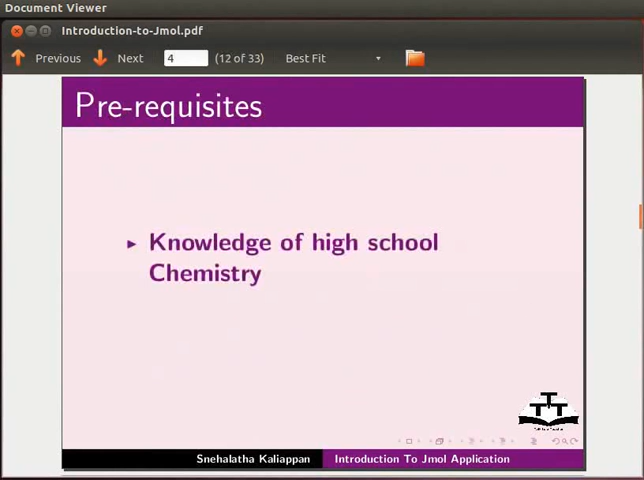 Document Viewer
Introduction-to-Jmol.pdf
Previous Next 4 (12 of 33) Best Fit
Pre-requisites
Knowledge of high school
Chemistry
Snehalatha Kaliappan Introduction To Jmol Application